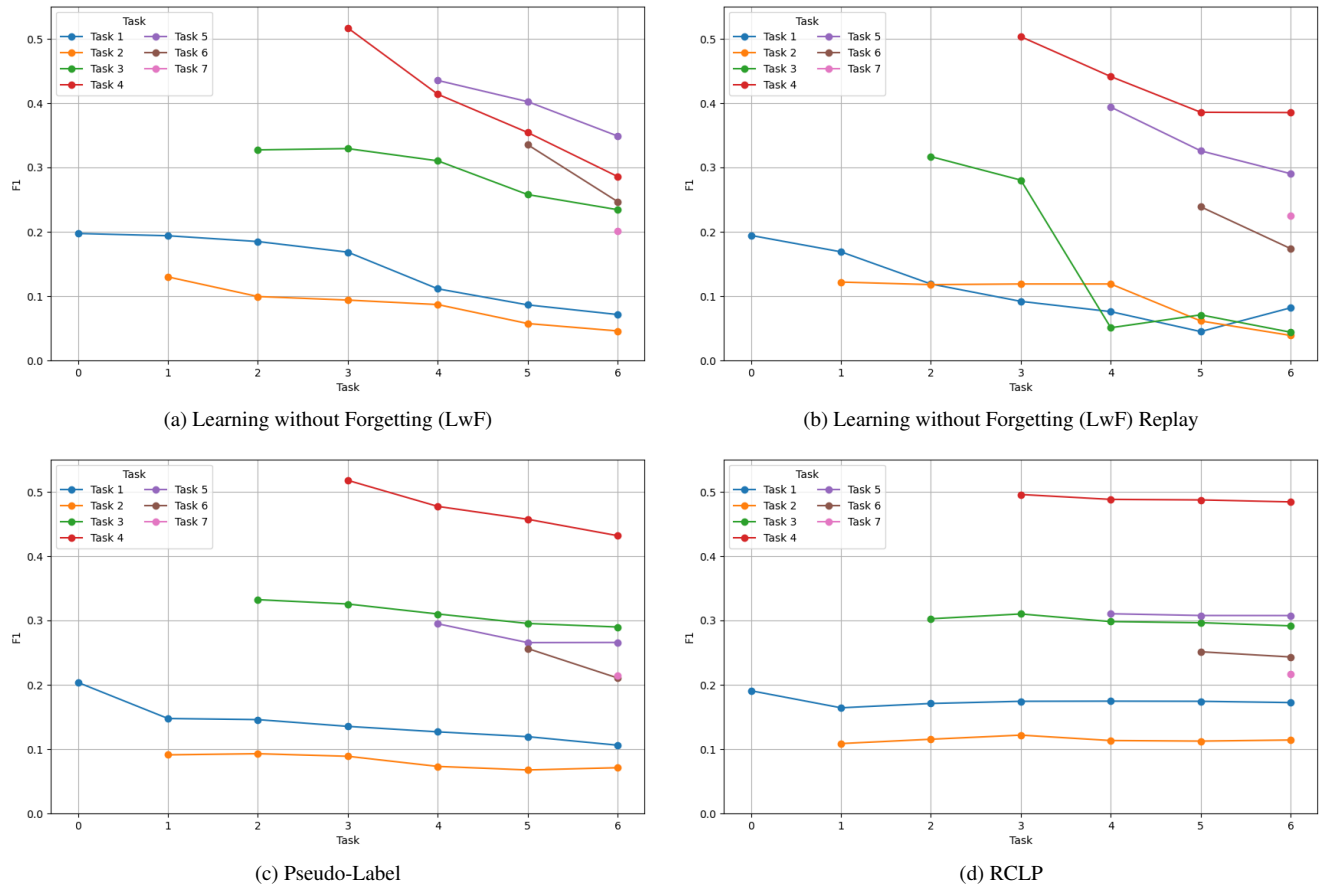 Task
Task 1 Task 5
Task 2 Task 6
Task 3 Task 7
Task 4
F1
0.5
0.4
0.3
0.2
0.1
0.0
0 1 2 3 4 5 6
Task
(a) Learning without Forgetting (LwF)
Task
Task 1 Task 5
Task 2 Task 6
Task 3 Task 7
Task 4
F1
0.5
0.4
0.3
0.2
0.1
0.0
0 1 2 3 4 5 6
Task
(b) Learning without Forgetting (LwF) Replay
Task
Task 1 Task 5
Task 2 Task 6
Task 3 Task 7
Task 4
F1
0.5
0.4
0.3
0.2
0.1
0.0
0 1 2 3 4 5 6
Task
(c) Pseudo-Label
Task
Task 1 Task 5
Task 2 Task 6
Task 3 Task 7
Task 4
F1
0.5
0.4
0.3
0.2
0.1
0.0
0 1 2 3 4 5 6
Task
(d) RCLP